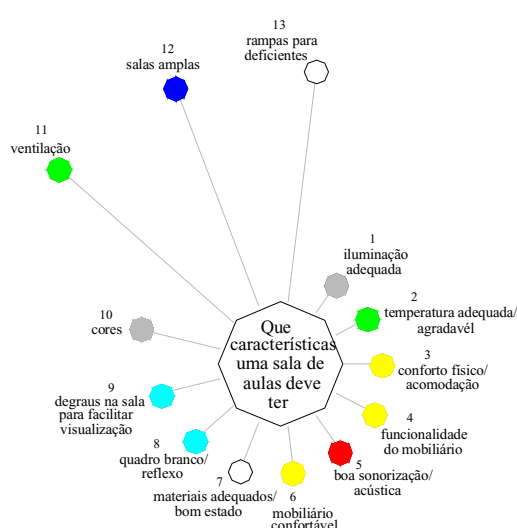 13
rampas para
deficientes
12
salas amplas
11
ventilação
1
iluminação
adequada
2
temperatura adequada/
agradavél
10
cores
Que
características
uma sala de
aulas deve
ter
3
conforto físico/
acomodação
9
degraus na sala
para facilitar
visualização
4
funcionalidade
do mobiliário
8
quadro branco/
reflexo
5
boa sonorização/
acústica
7
materiais adequados/
bom estado
6
mobiliário
confortável